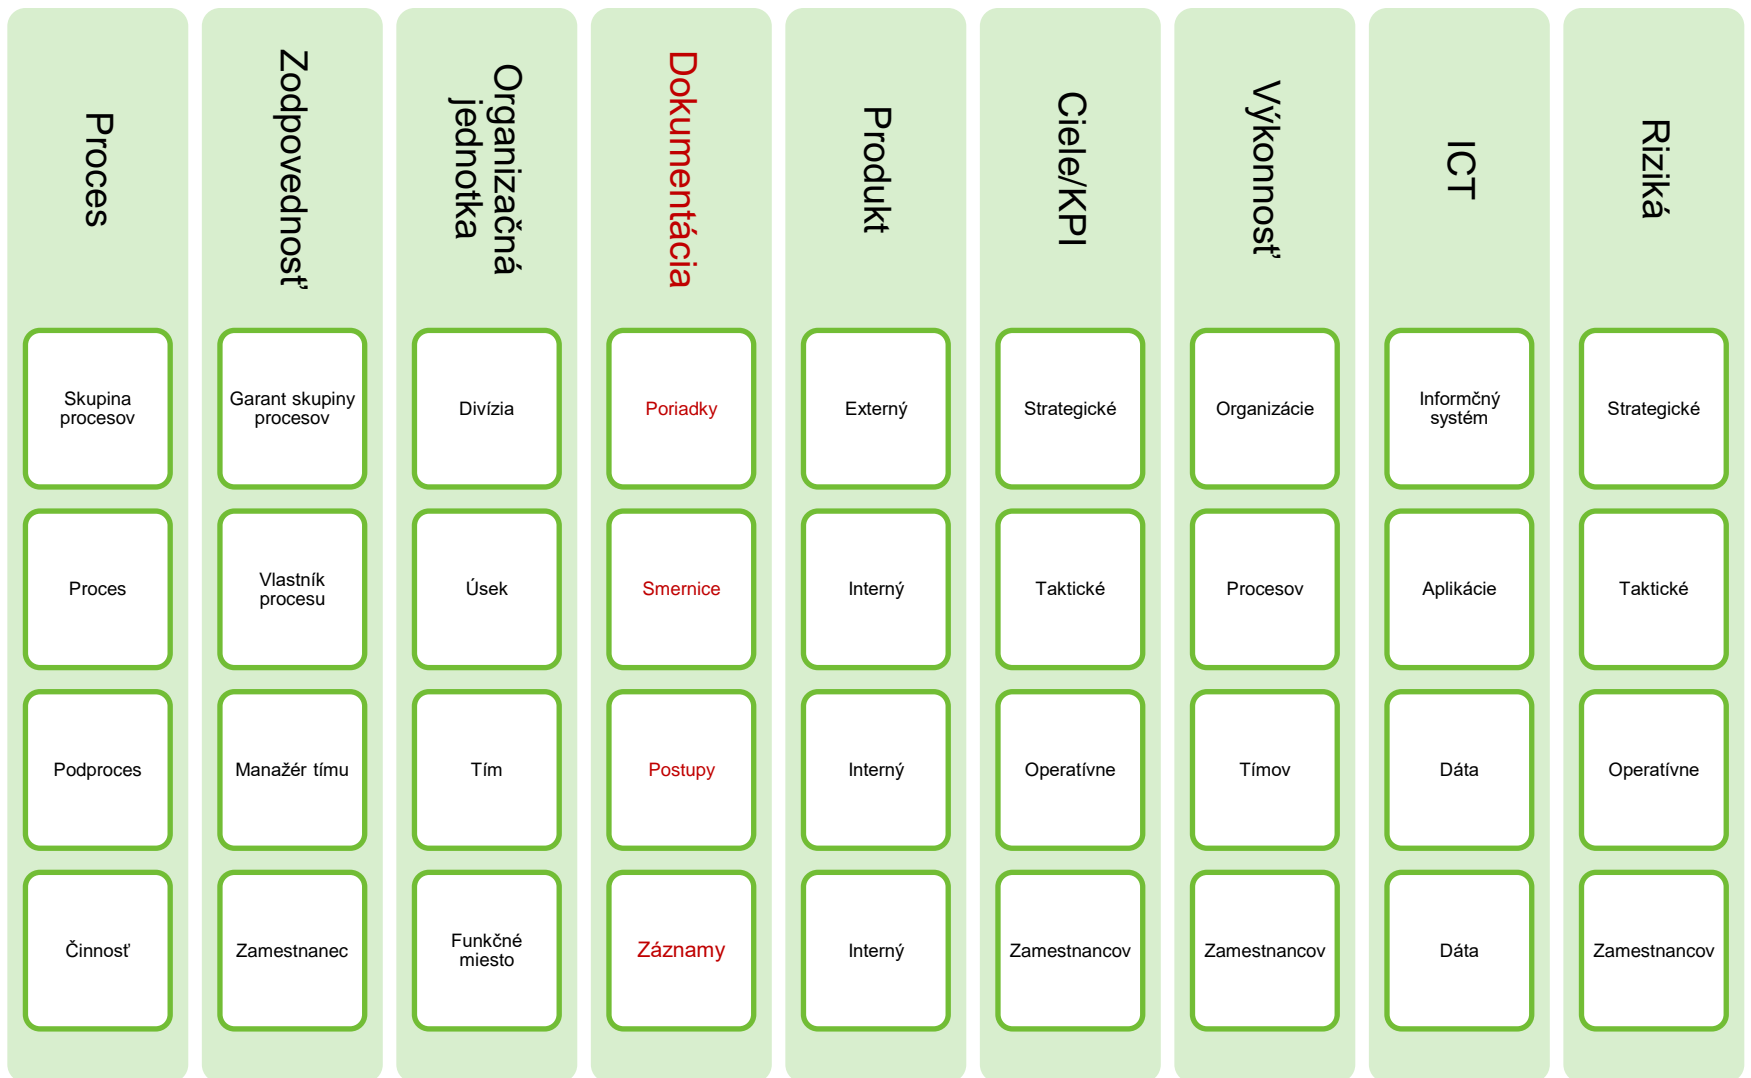 Proces
Zodpovednosť
Organizačná
jednotka
Dokumentácia
Produkt
Ciele/KPI
Výkonnosť
ICT
Riziká
Skupina
procesov
Garant skupiny
procesov
Divízia
Poriadky
Externý
Strategické
Organizácie
Informčný
systém
Strategické
Proces
Vlastník
procesu
Úsek
Smernice
Interný
Taktické
Procesov
Aplikácie
Taktické
Podproces
Manažér tímu
Tím
Postupy
Interný
Operatívne
Tímov
Dáta
Operatívne
Činnosť
Zamestnanec
Funkčné
miesto
Záznamy
Interný
Zamestnancov
Zamestnancov
Dáta
Zamestnancov